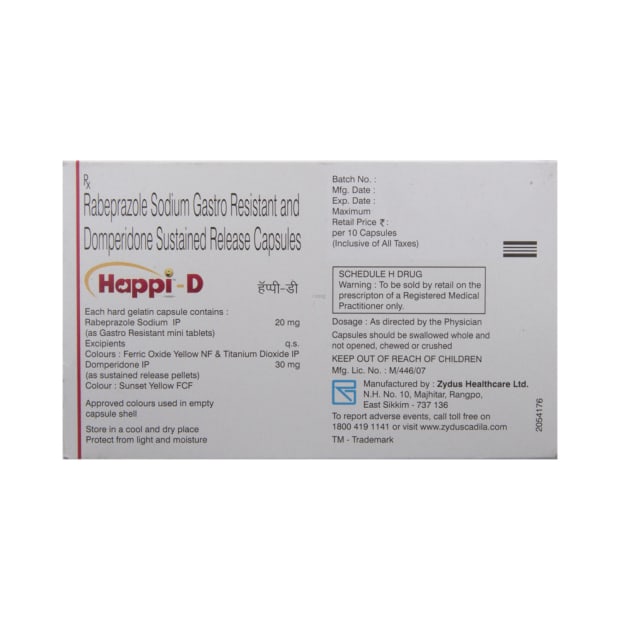 Rx
Rabeprazole Sodium Gastro Resistant and
Domperidone Sustained Release Capsules
Happi-D
हॅप्पी-डी
Each hard gelatin capsule contains :
Rabeprazole Sodium IP 20 mg
(as Gastro Resistant mini tablets)
Excipients q.s.
Colours : Ferric Oxide Yellow NF & Titanium Dioxide IP
Domperidone IP 30 mg
(as sustained release pellets)
Colour : Sunset Yellow FCF
Approved colours used in empty
capsule shell
Store in a cool and dry place
Protect from light and moisture
Batch No. :
Mfg. Date :
Exp. Date :
Maximum
Retail Price ₹ :
per 10 Capsules
(Inclusive of All Taxes)
SCHEDULE H DRUG
Warning : To be sold by retail on the
prescripton of a Registered Medical
Practitioner only.
Dosage : As directed by the Physician
Capsules should be swallowed whole and
not opened, chewed or crushed
KEEP OUT OF REACH OF CHILDREN
Mfg. Lic. No. : M/446/07
Manufactured by : Zydus Healthcare Ltd.
N.H. No. 10, Majhitar, Rangpo,
East Sikkim - 737 136
To report adverse events, call toll free on
1800 419 1141 or visit www.zyduscadila.com
TM - Trademark
2054176